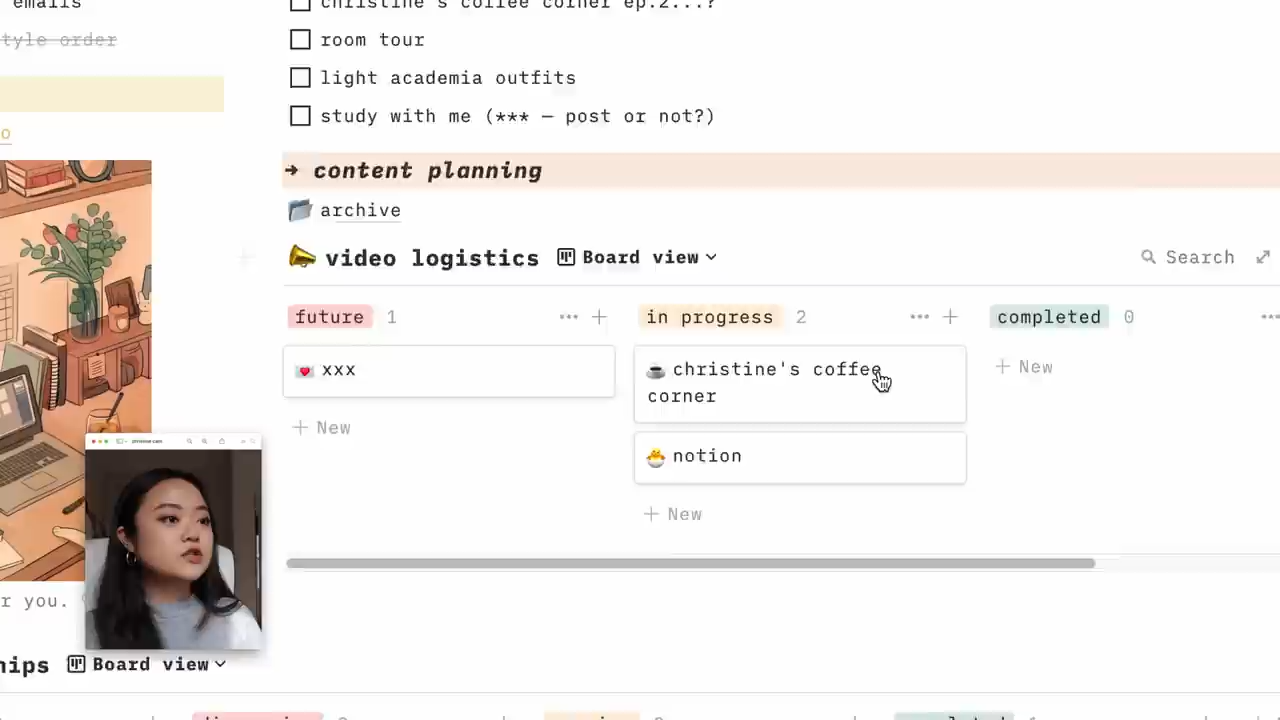 emails
tyle order
o
christine's coffee corner ep.2...?
room tour
light academia outfits
study with me (*** — post or not?)
→ content planning
archive
video logistics Board view
Search
future 1
in progress 2
completed 0
xxx
+ New
christine's coffee
corner
notion
+ New
+ New
r you.
hips Board view